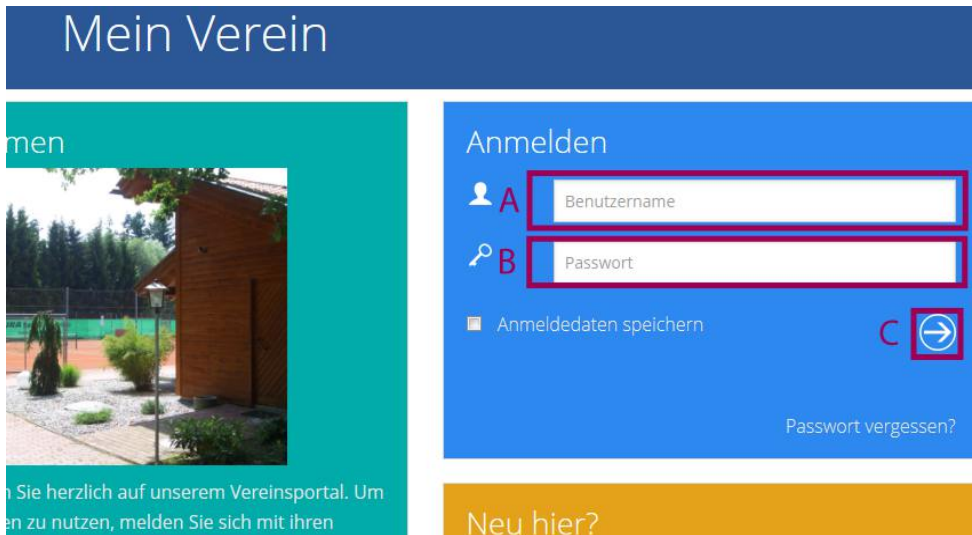 Mein Verein
men
Sie herzlich auf unserem Vereinsportal. Um
en zu nutzen, melden Sie sich mit ihren
Anmelden
A Benutzername
B Passwort
Anmeldedaten speichern
C
Passwort vergessen?
Neu hier?